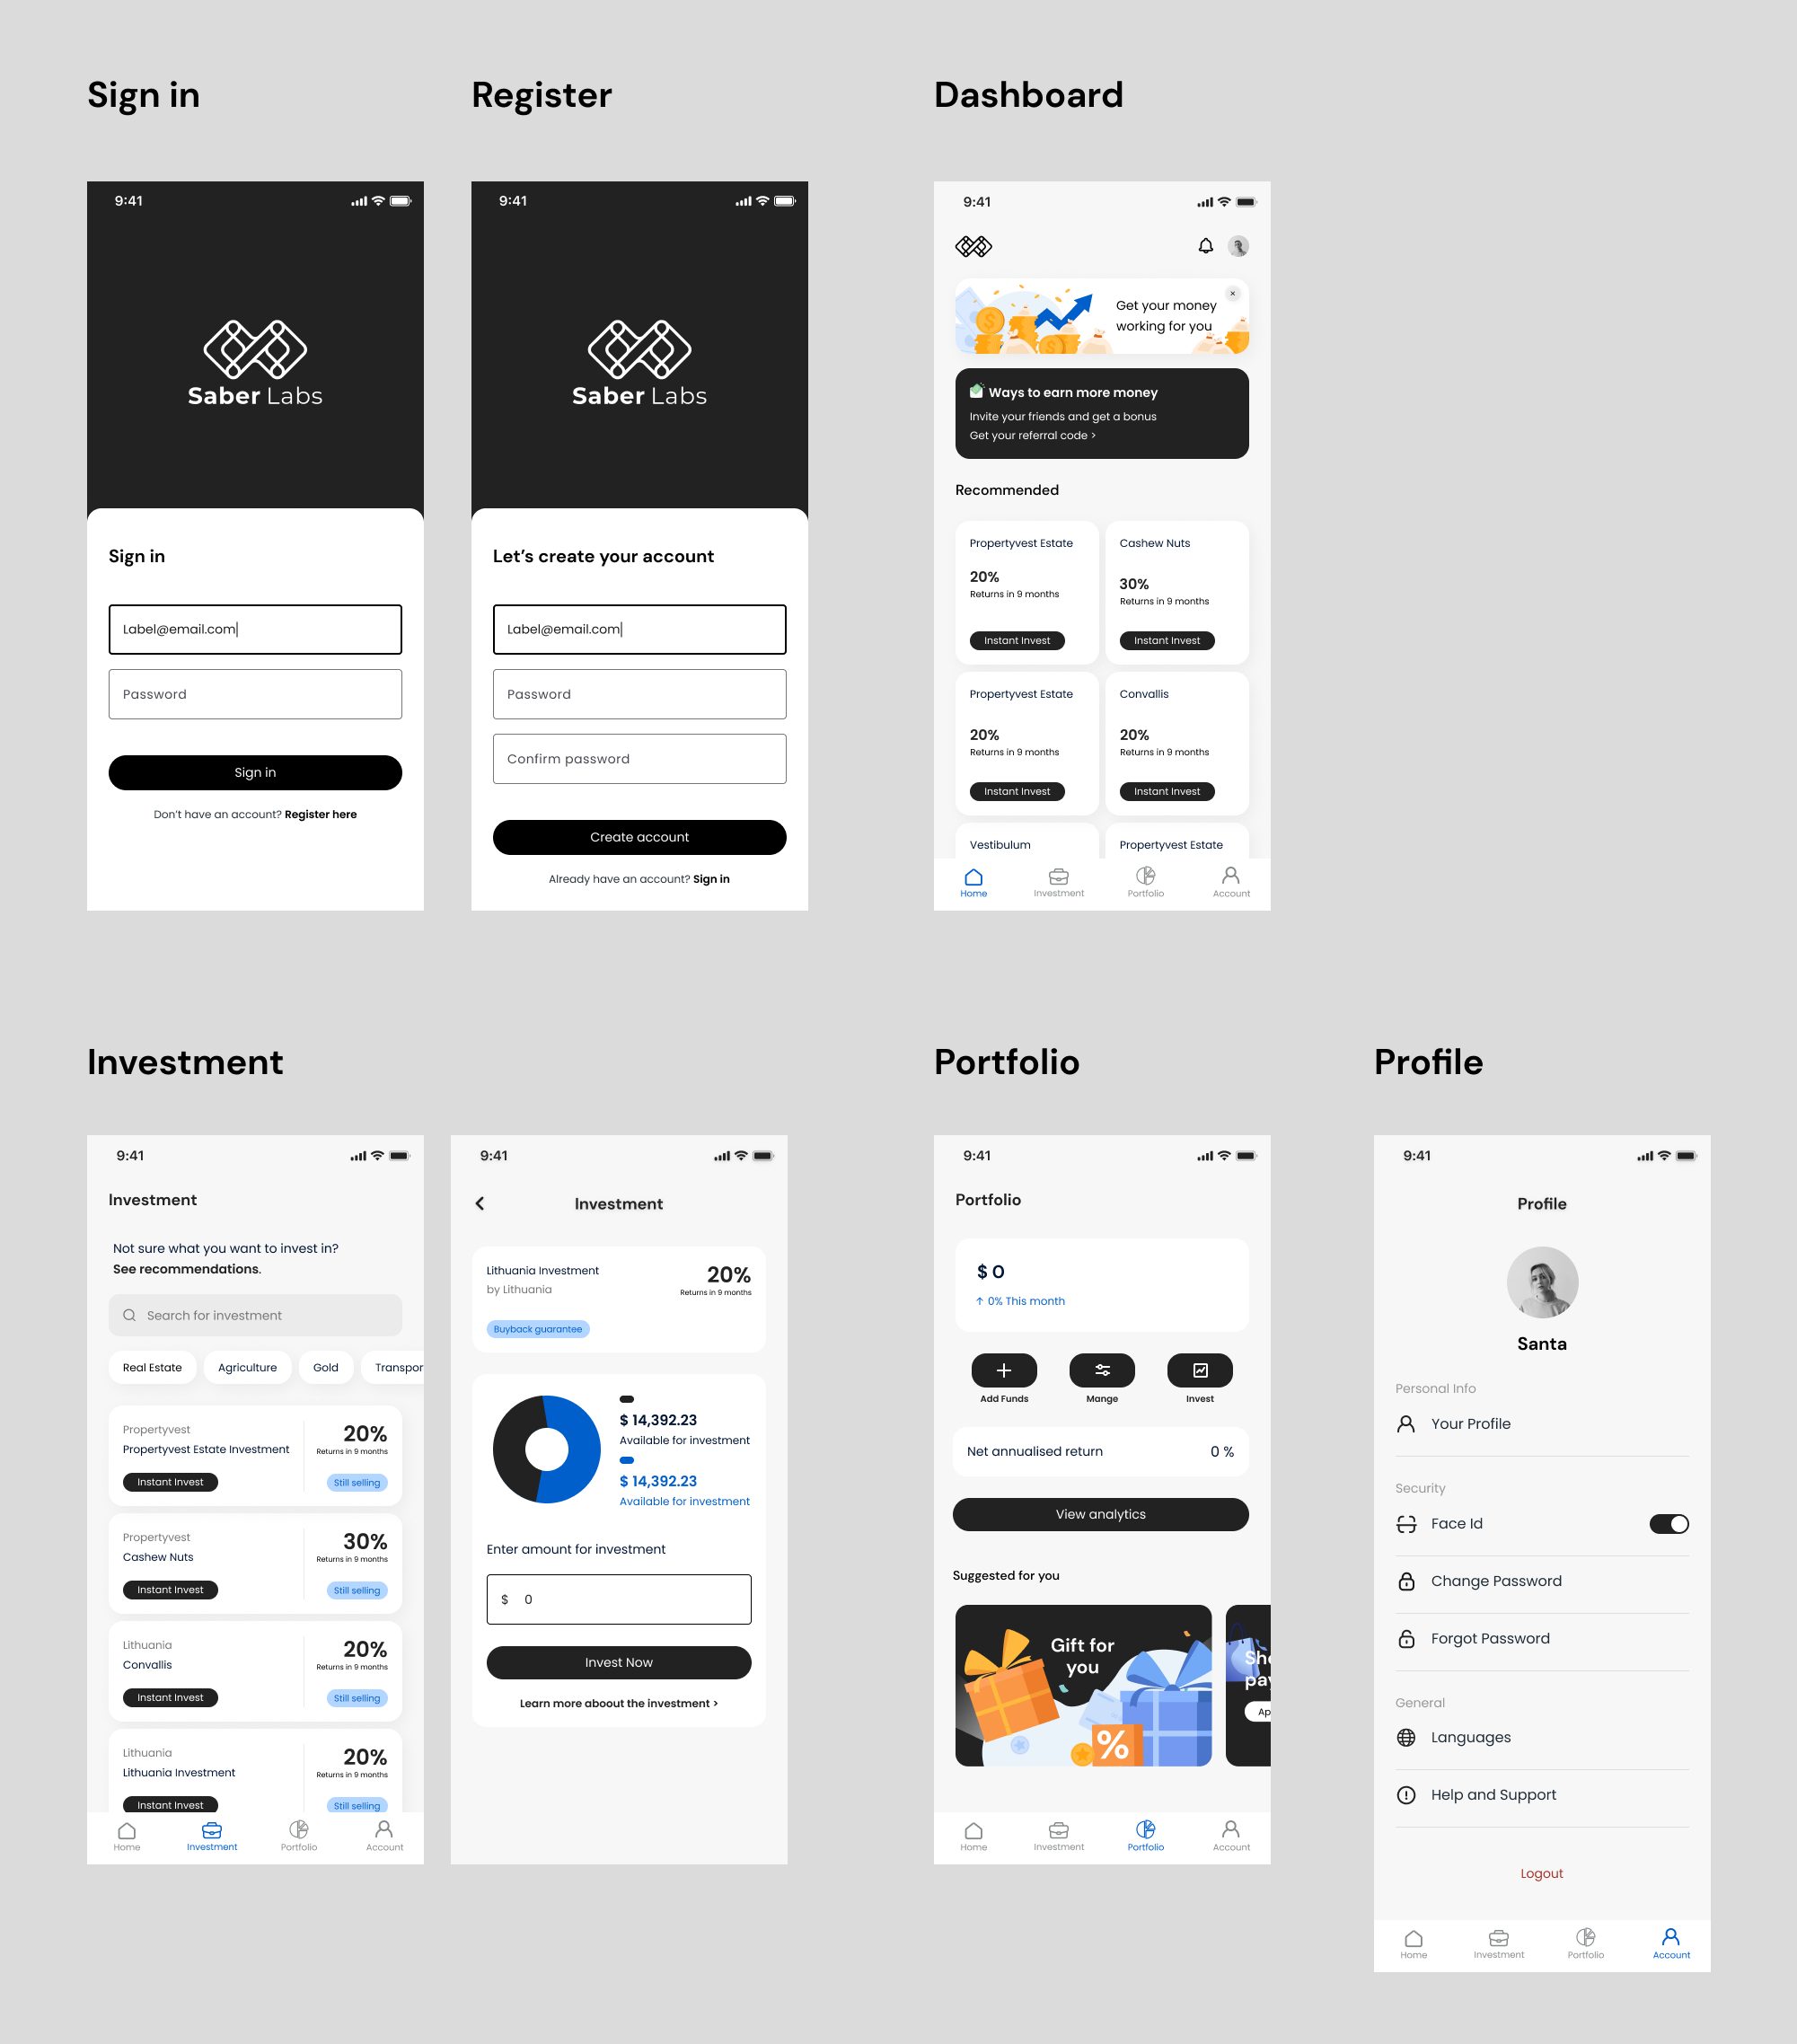 Sign in
Register
Dashboard
9:41
Saber Labs
Sign in
Label@email.com
Password
Sign in
Don't have an account? Register here
9:41
Saber Labs
Let's create your account
Label@email.com
Password
Confirm password
Create account
Already have an account? Sign in
9:41
Get your money
working for you
Ways to earn more money
Invite your friends and get a bonus
Get your referral code >
Recommended
Propertyvest Estate
20%
Returns in 9 months
Instant Invest
Cashew Nuts
30%
Returns in 9 months
Instant Invest
Propertyvest Estate
20%
Returns in 9 months
Instant Invest
Convallis
20%
Returns in 9 months
Instant Invest
Vestibulum
Propertyvest Estate
Home
Investment
Portfolio
Account
Investment
Portfolio
Profile
9:41
Investment
Not sure what you want to invest in?
See recommendations.
Search for investment
Real Estate
Agriculture
Gold
Transpor
Propertyvest
Propertyvest Estate Investment
Instant Invest
20%
Returns in 9 months
Still selling
Propertyvest
Cashew Nuts
Instant Invest
30%
Returns in 9 months
Still selling
Lithuania
Convallis
Instant Invest
20%
Returns in 9 months
Still selling
Lithuania
Lithuania Investment
Instant Invest
20%
Returns in 9 months
Still selling
Home
Investment
Portfolio
Account
9:41
Investment
Lithuania Investment
by Lithuania
Buyback guarantee
20%
Returns in 9 months
$ 14,392.23
Available for investment
$ 14,392.23
Available for investment
Enter amount for investment
$ 0
Invest Now
Learn more aboout the investment >
9:41
Portfolio
$ 0
↑ 0% This month
Add Funds
Mange
Invest
Net annualised return
0 %
View analytics
Suggested for you
Gift for
you
%
Sho
pay
Ap
Home
Investment
Portfolio
Account
9:41
Profile
Santa
Personal Info
Your Profile
Security
Face Id
Change Password
Forgot Password
General
Languages
Help and Support
Logout
Home
Investment
Portfolio
Account